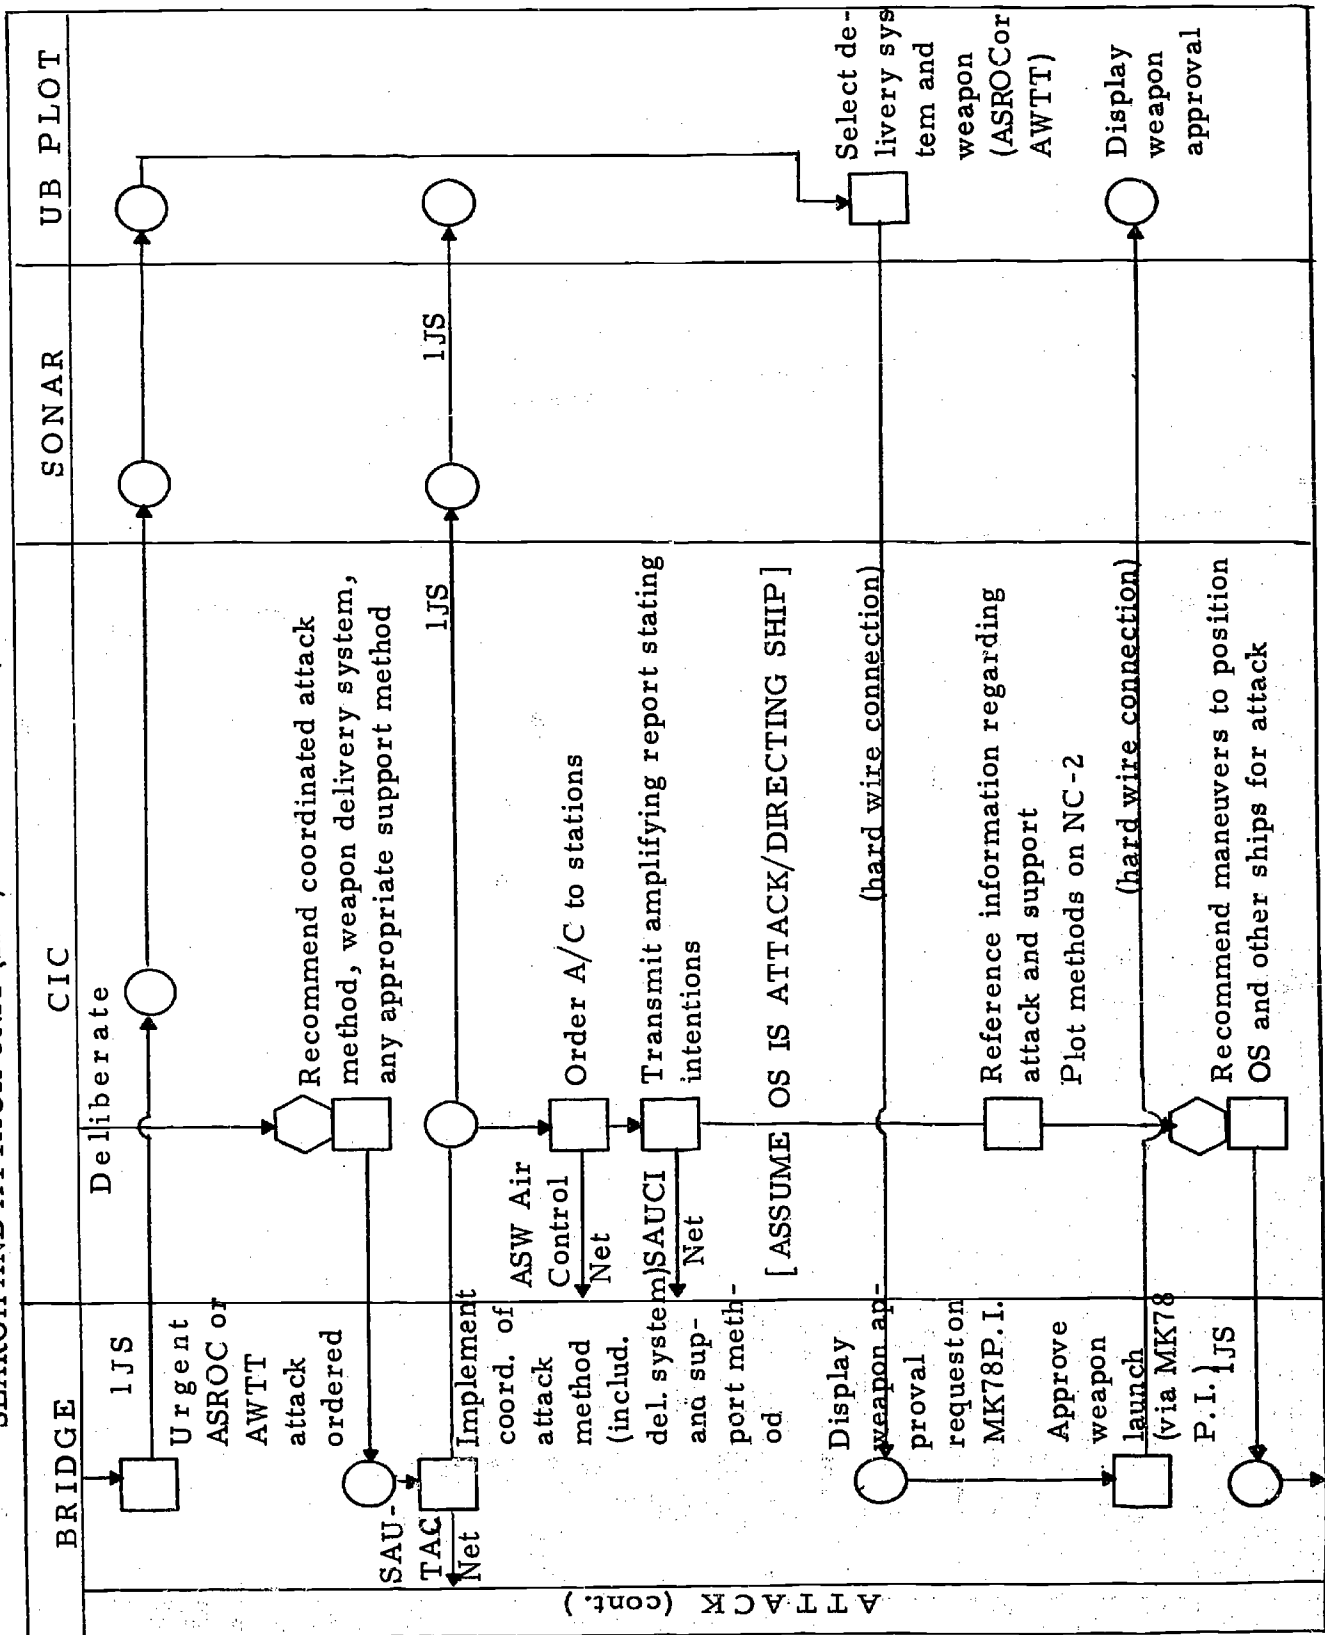 BRIDGE
CIC
SONAR
UB PLOT
ATTACK (cont.)
1JS
Urgent
ASROC or
AWTT
attack
ordered
Deliberate
Recommend coordinated attack
method, weapon delivery system,
any appropriate support method
SAU-
TAC
Net
Implement
coord. of
attack
method
(includ.
del. system)
and sup-
port meth-
od
1JS
1JS
ASW Air
Control
Net
Order A/C to stations
SAUCI
Net
Transmit amplifying report stating
intentions
[ASSUME OS IS ATTACK/DIRECTING SHIP]
Select de-
livery sys
tem and
weapon
(ASROCor
AWTT)
(hard wire connection)
Display
weapon ap-
proval
request on
MK78P.I.
Reference information regarding
attack and support
Plot methods on NC-2
Approve
weapon
launch
(via MK78
P.I.)
(hard wire connection)
Display
weapon
approval
Recommend maneuvers to position
OS and other ships for attack
1JS